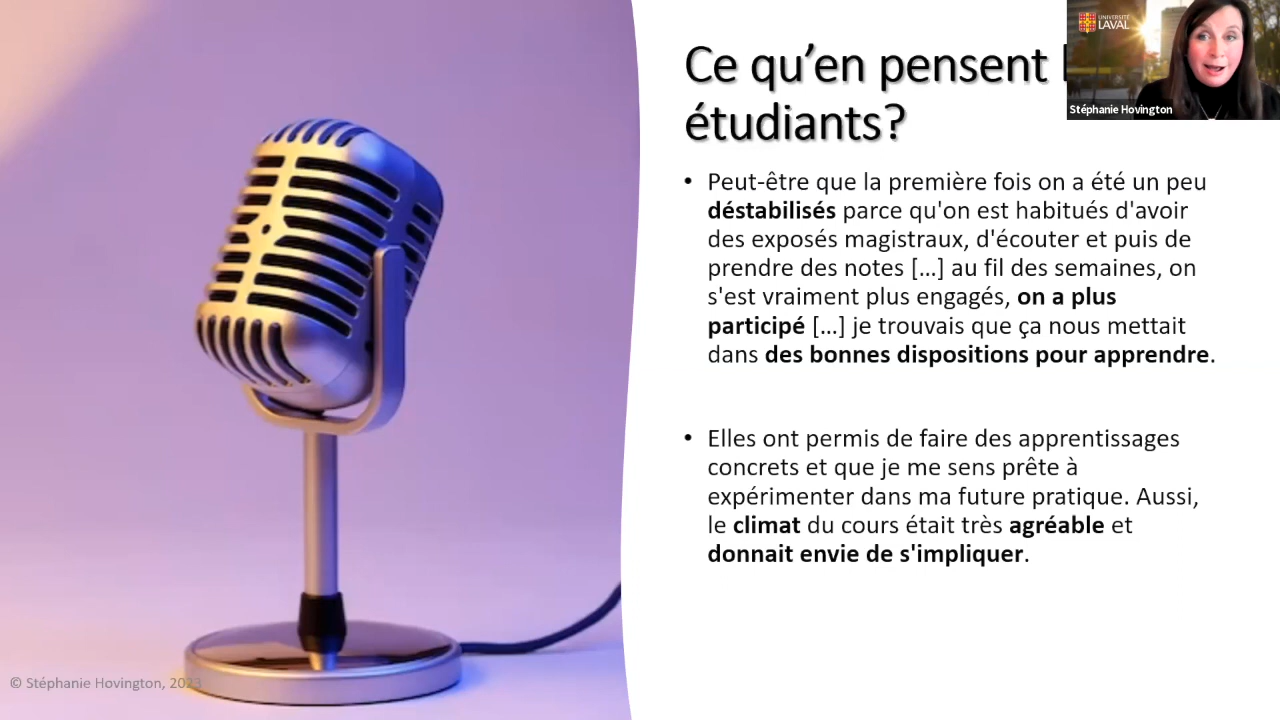 Ce qu’en pensent
étudiants?
UNIVERSITÉ
LAVAL
Stéphanie Hovington
• Peut-être que la première fois on a été un peu
déstabilisés parce qu'on est habitués d'avoir
des exposés magistraux, d'écouter et puis de
prendre des notes [...] au fil des semaines, on
s'est vraiment plus engagés, on a plus
participé [...] je trouvais que ça nous mettait
dans des bonnes dispositions pour apprendre.
• Elles ont permis de faire des apprentissages
concrets et que je me sens prête à
expérimenter dans ma future pratique. Aussi,
le climat du cours était très agréable et
donnait envie de s'impliquer.
© Stéphanie Hovington, 2023